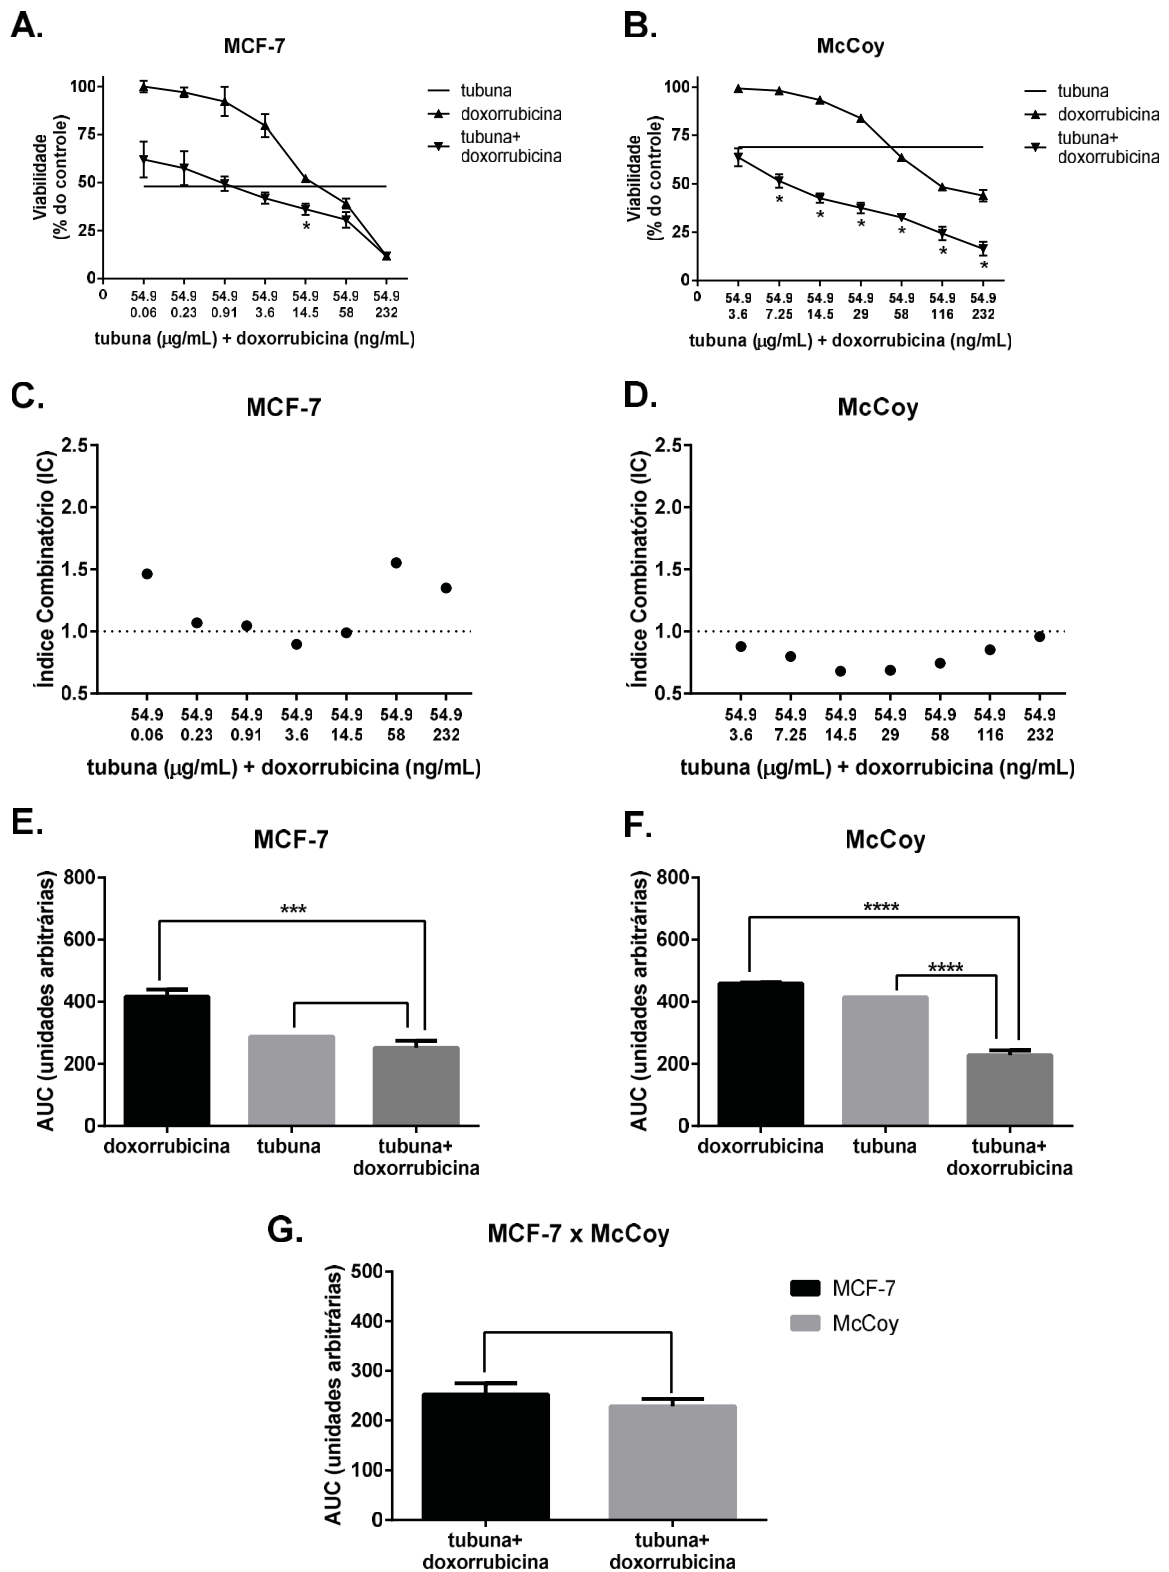 A.
MCF-7
Viabilidade
(% do controle)
100
75
50
25
0
0
54.9 54.9 54.9 54.9 54.9 54.9 54.9
0.06 0.23 0.91 3.6 14.5 58 232
*
tubuna (μg/mL) + doxorrubicina (ng/mL)
tubuna
doxorrubicina
tubuna+
doxorrubicina
B.
McCoy
Viabilidade
(% do controle)
100
75
50
25
0
0
54.9 54.9 54.9 54.9 54.9 54.9 54.9
3.6 7.25 14.5 29 58 116 232
* * * * * *
tubuna (μg/mL) + doxorrubicina (ng/mL)
tubuna
doxorrubicina
tubuna+
doxorrubicina
C.
MCF-7
Índice Combinatório (IC)
2.5
2.0
1.5
1.0
0.5
54.9 54.9 54.9 54.9 54.9 54.9 54.9
0.06 0.23 0.91 3.6 14.5 58 232
tubuna (μg/mL) + doxorrubicina (ng/mL)
D.
McCoy
Índice Combinatório (IC)
2.5
2.0
1.5
1.0
0.5
54.9 54.9 54.9 54.9 54.9 54.9 54.9
3.6 7.25 14.5 29 58 116 232
tubuna (μg/mL) + doxorrubicina (ng/mL)
E.
MCF-7
AUC (unidades arbitrárias)
800
600
400
200
0
***
doxorrubicina tubuna tubuna+
doxorrubicina
F.
McCoy
AUC (unidades arbitrárias)
800
600
400
200
0
****
****
doxorrubicina tubuna tubuna+
doxorrubicina
G.
MCF-7 x McCoy
AUC (unidades arbitrárias)
500
400
300
200
100
0
tubuna+ tubuna+
doxorrubicina doxorrubicina
MCF-7
McCoy